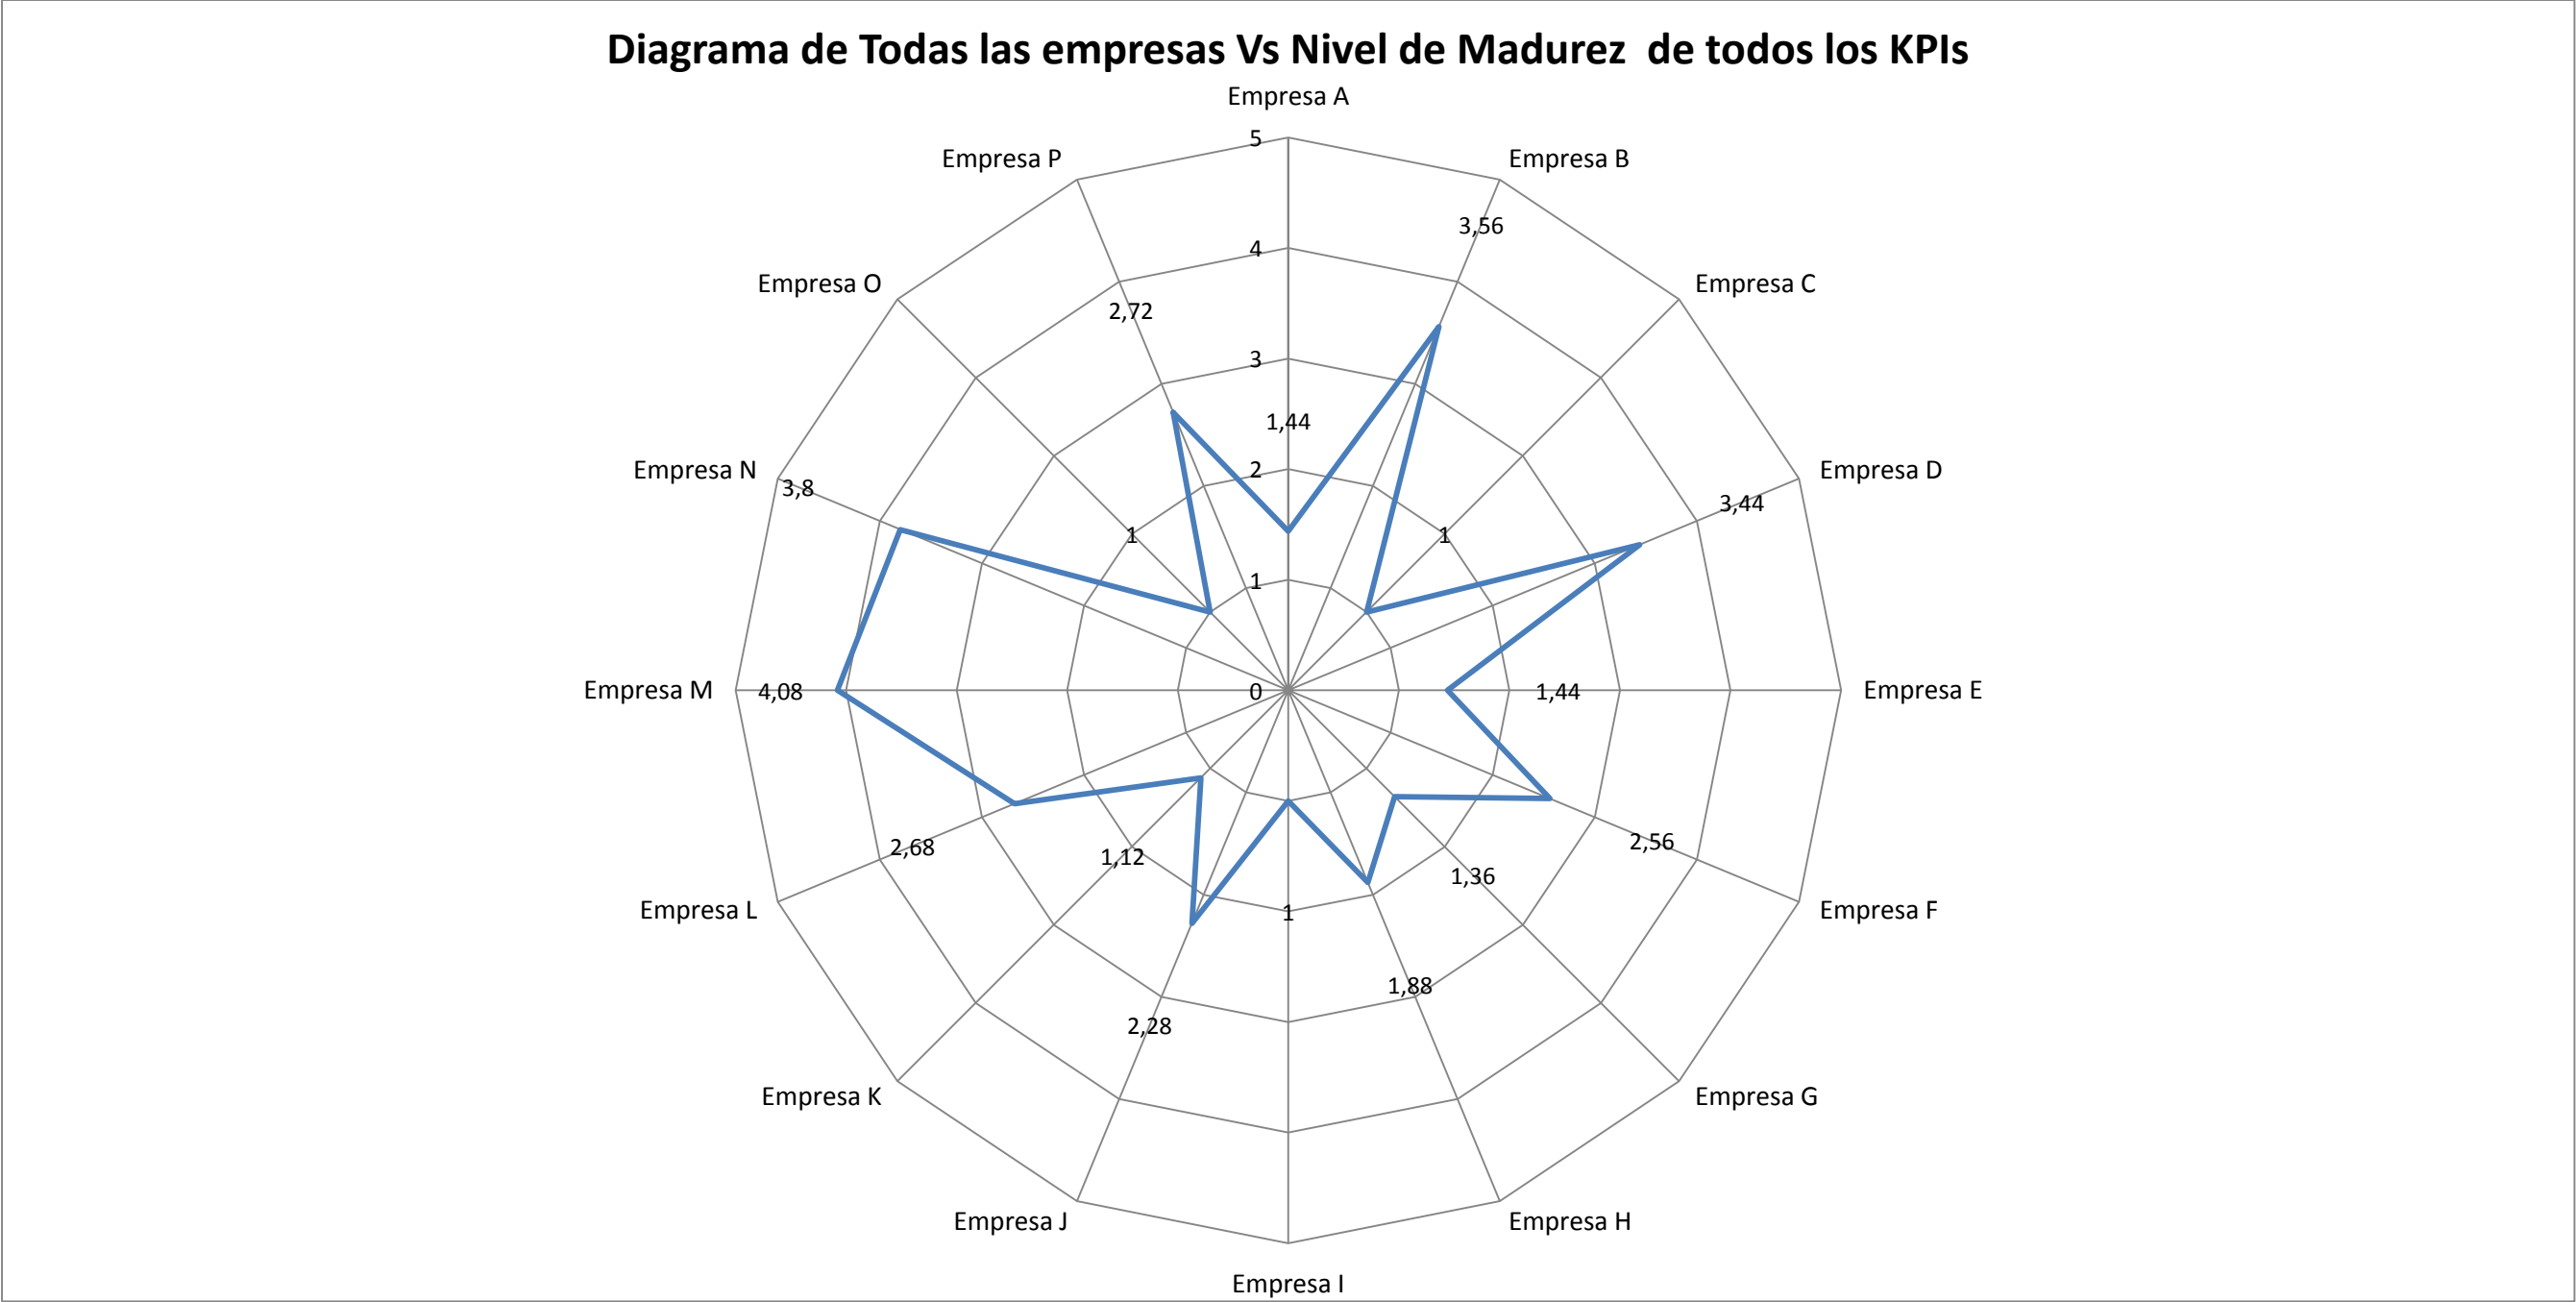 Diagrama de Todas las empresas Vs Nivel de Madurez  de todos los KPIs
Empresa A
5
Empresa P
Empresa B
3,56
4
Empresa O
Empresa C
2,72
3
1,44
Empresa N
2
Empresa D
3,8
3,44
1
1
1
Empresa M
4,08
0
1,44
Empresa E
2,68
1,12
2,56
1,36
Empresa L
1
Empresa F
1,88
2,28
Empresa K
Empresa G
Empresa J
Empresa H
Empresa I